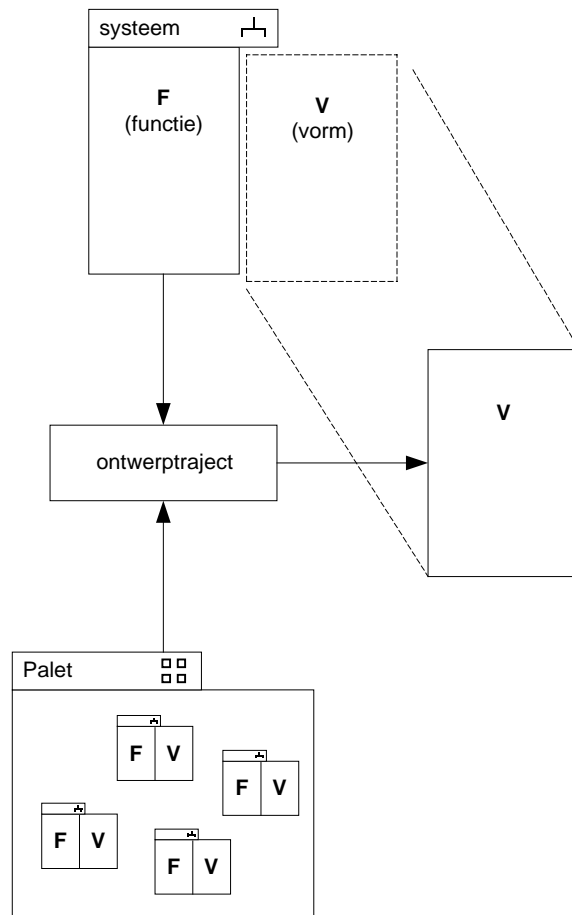 systeem
F
(functie)
V
(vorm)
V
ontwerptraject
Palet
F V
F V
F V
F V